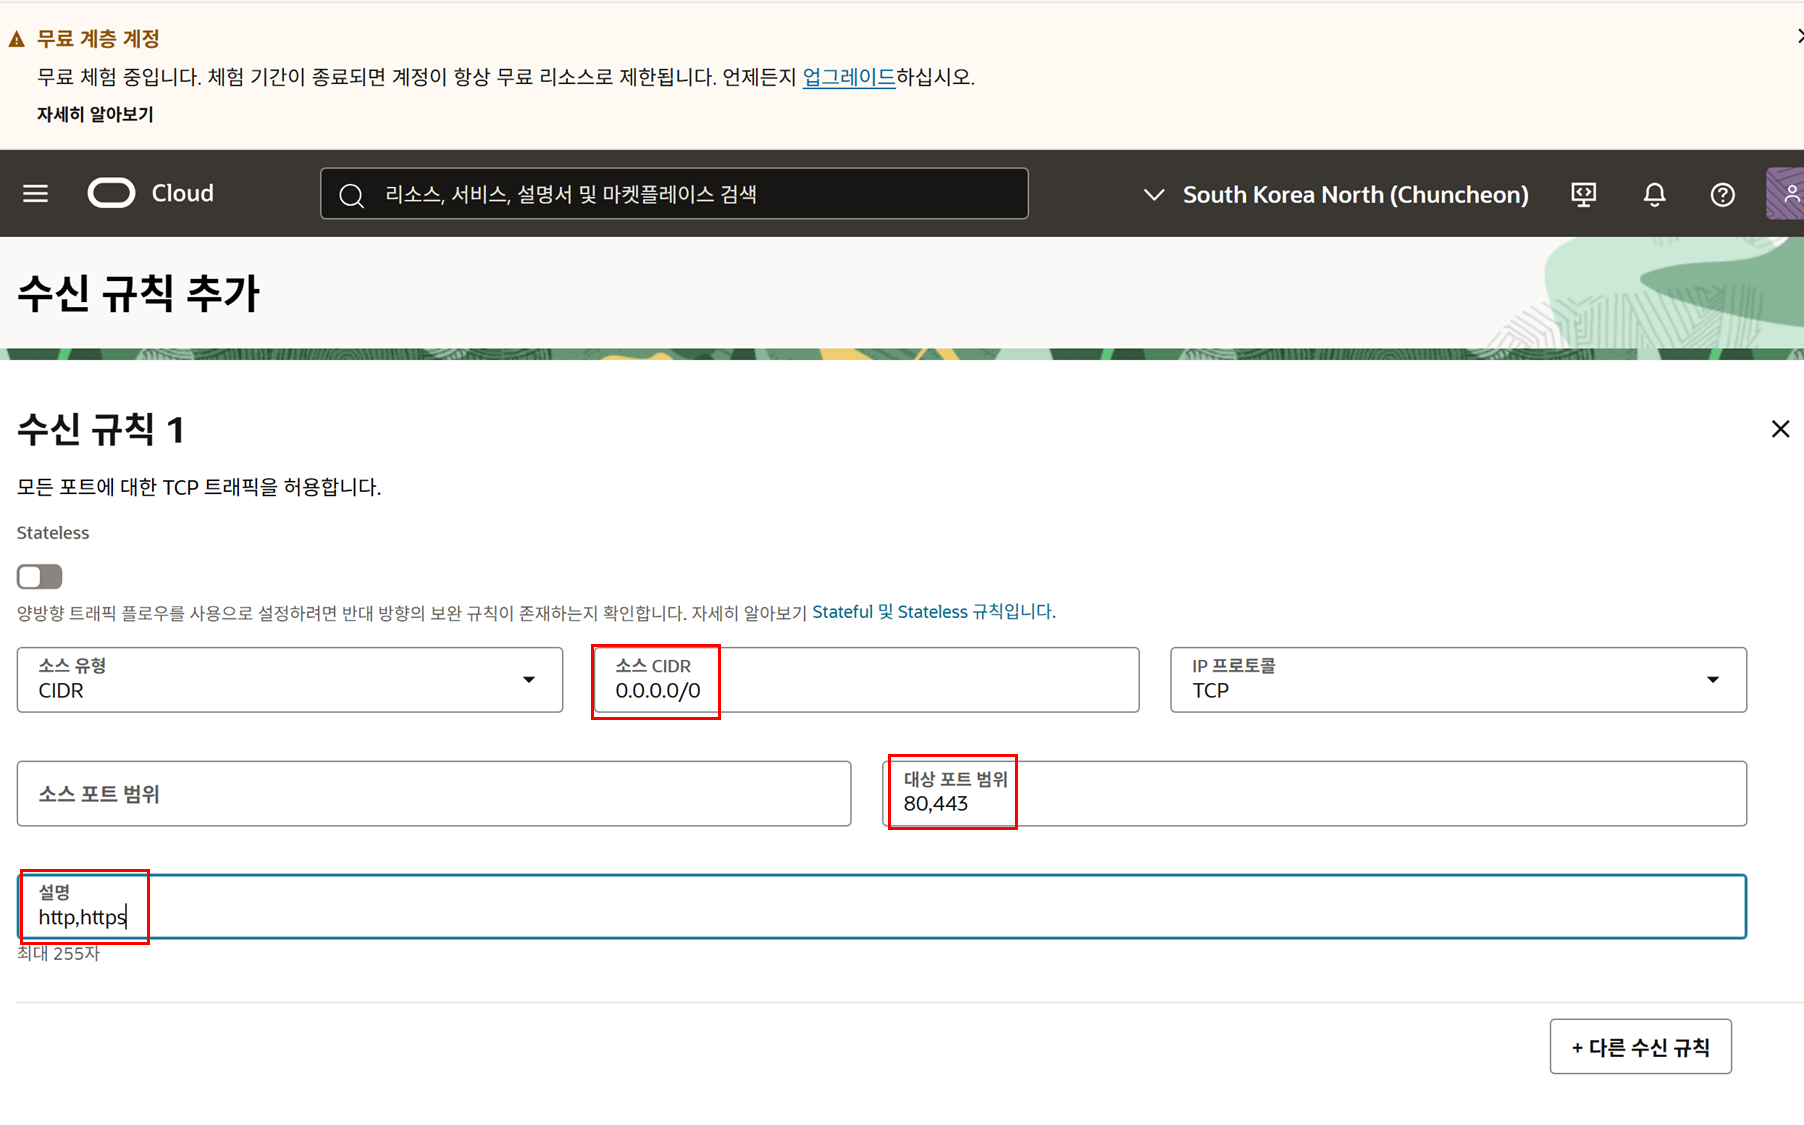 무료 계층 계정
무료 체험 중입니다. 체험 기간이 종료되면 계정이 항상 무료 리소스로 제한됩니다. 언제든지 업그레이드하십시오.
자세히 알아보기
Cloud
리소스, 서비스, 설명서 및 마켓플레이스 검색
South Korea North (Chuncheon)
수신 규칙 추가
수신 규칙 1
모든 포트에 대한 TCP 트래픽을 허용합니다.
Stateless
양방향 트래픽 플로우를 사용으로 설정하려면 반대 방향의 보완 규칙이 존재하는지 확인합니다. 자세히 알아보기 Stateful 및 Stateless 규칙입니다.
소스 유형
CIDR
소스 CIDR
0.0.0.0/0
IP 프로토콜
TCP
소스 포트 범위
대상 포트 범위
80,443
설명
http,https
최대 255자
+ 다른 수신 규칙